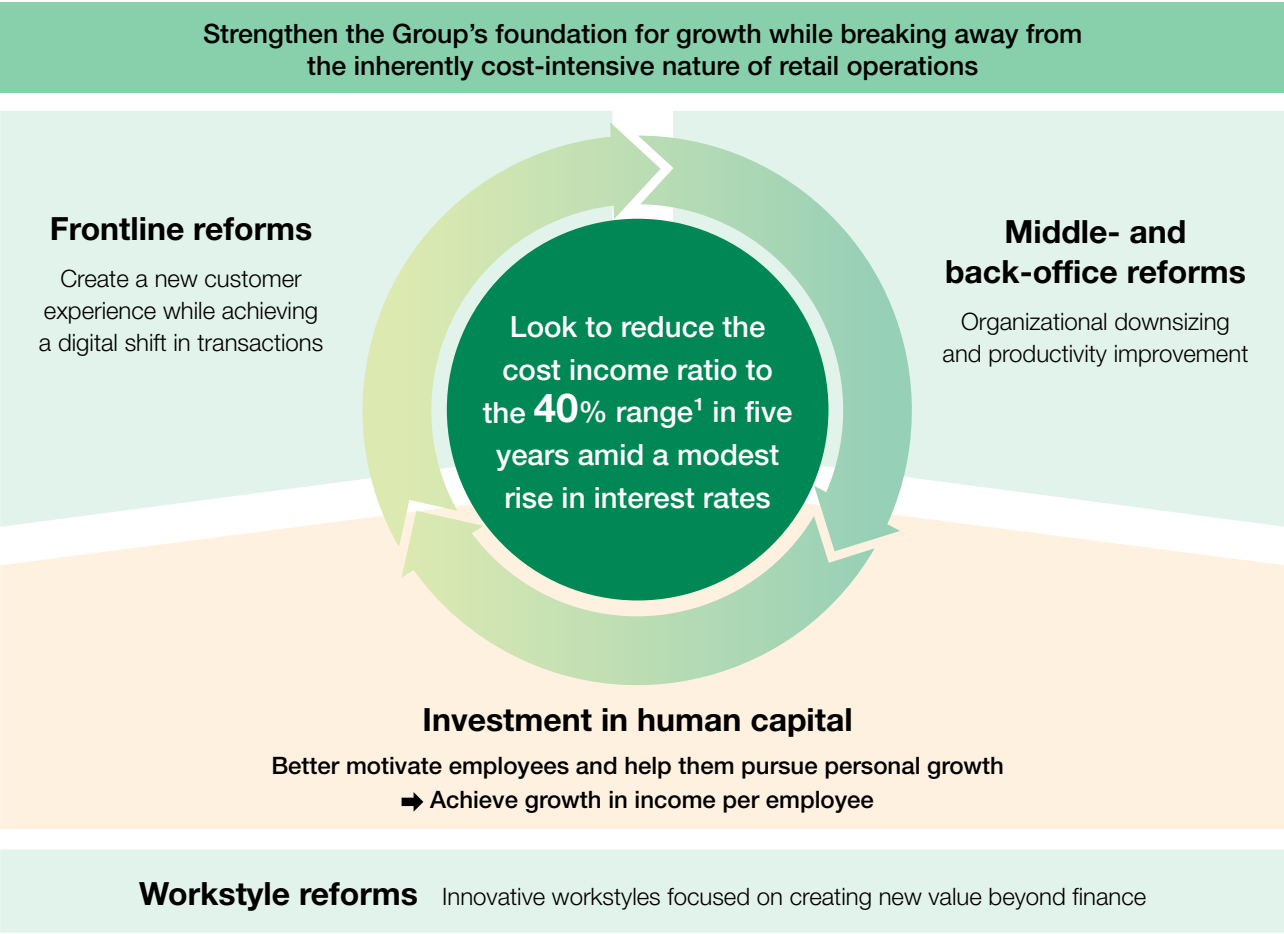 Strengthen the Group’s foundation for growth while breaking away from
the inherently cost-intensive nature of retail operations
Frontline reforms
Create a new customer
experience while achieving
a digital shift in transactions
Look to reduce the
cost income ratio to
the 40% range¹ in five
years amid a modest
rise in interest rates
Middle- and
back-office reforms
Organizational downsizing
and productivity improvement
Investment in human capital
Better motivate employees and help them pursue personal growth
➡ Achieve growth in income per employee
Workstyle reforms Innovative workstyles focused on creating new value beyond finance